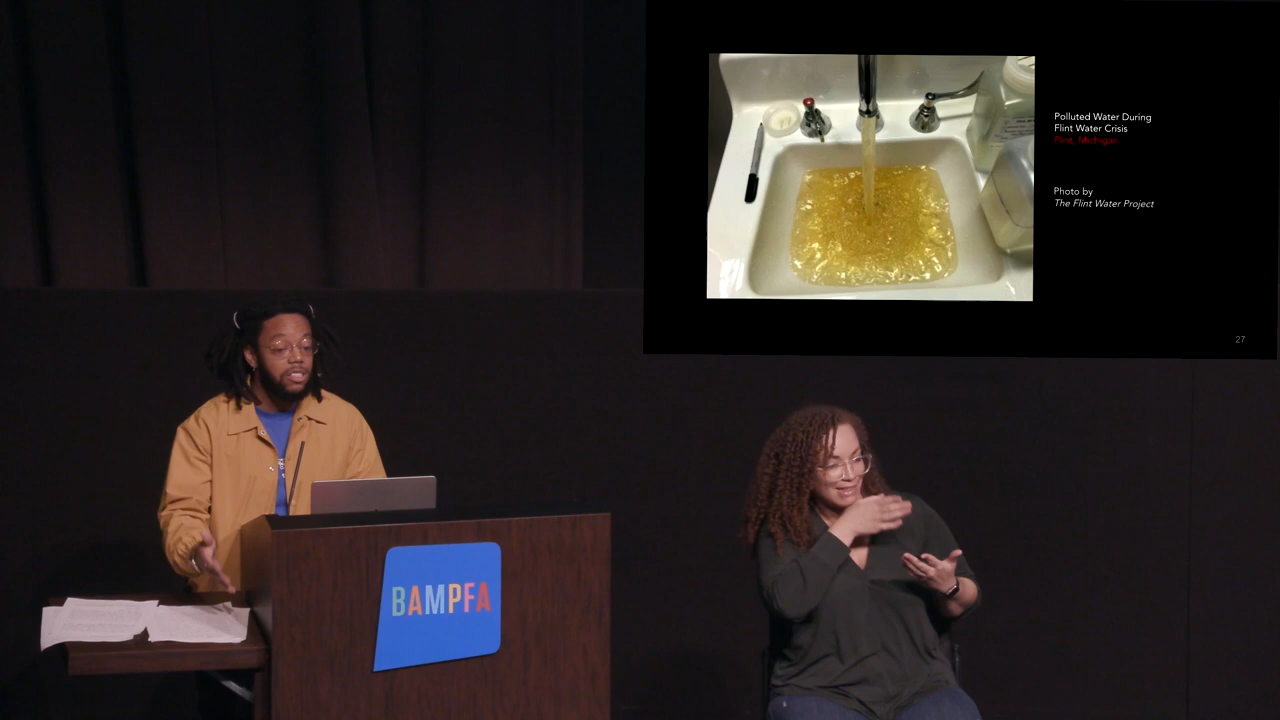 Polluted Water During
Flint Water Crisis
Flint, Michigan
Photo by
The Flint Water Project
27
BAMPFA